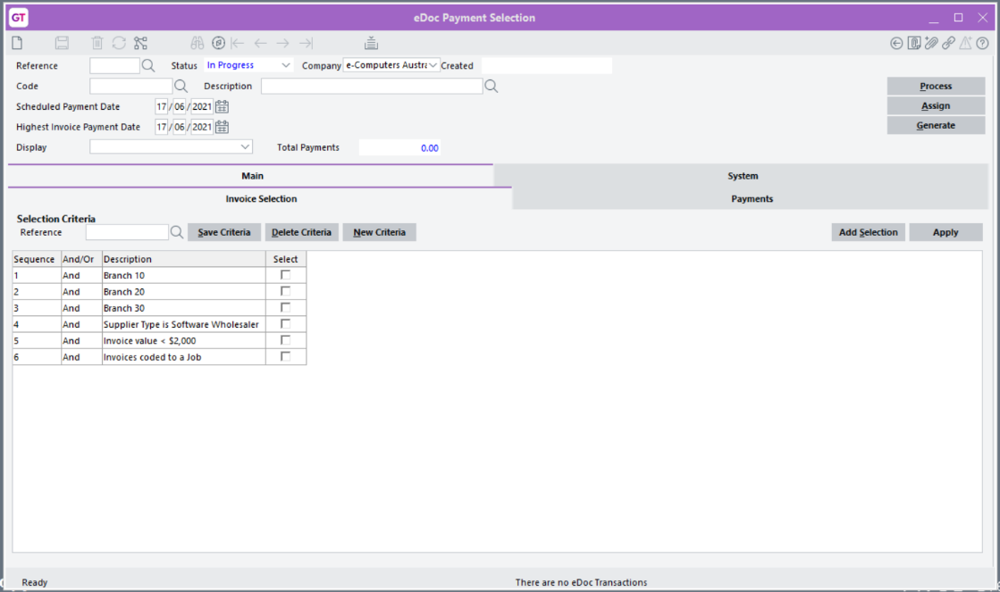 GT eDoc Payment Selection
Reference Status In Progress Company e-Computers Austra Created
Code Description
Process
Scheduled Payment Date 17/06/2021
Assign
Highest Invoice Payment Date 17/06/2021
Generate
Display Total Payments 0.00
Main System
Invoice Selection Payments
Selection Criteria
Reference Save Criteria Delete Criteria New Criteria Add Selection Apply
Sequence And/Or Description Select
1 And Branch 10
2 And Branch 20
3 And Branch 30
4 And Supplier Type is Software Wholesaler
5 And Invoice value < $2,000
6 And Invoices coded to a Job
Ready There are no eDoc Transactions